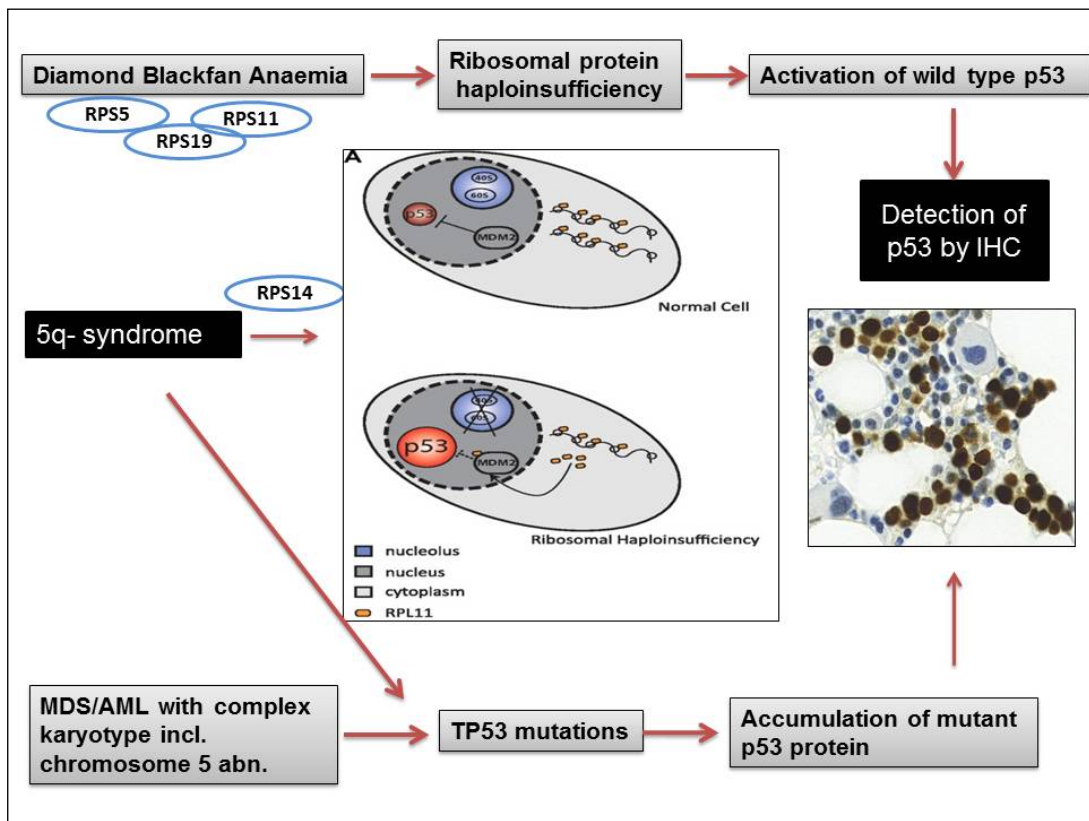 Diamond Blackfan Anaemia
Ribosomal protein
haploinsufficiency
Activation of wild type p53
RPS5
RPS11
RPS19
Detection of
p53 by IHC
A
40S
60S
p53
MDM2
Normal Cell
RPS14
5q- syndrome
60S
p53
MDM2
Ribosomal Haploinsufficiency
nucleolus
nucleus
cytoplasm
RPL11
MDS/AML with complex
karyotype incl.
chromosome 5 abn.
TP53 mutations
Accumulation of mutant
p53 protein